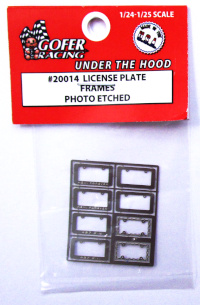 1/24-1/25 SCALE
GOFER
RACING
UNDER THE HOOD
#20014 LICENSE PLATE
FRAMES
PHOTO ETCHED